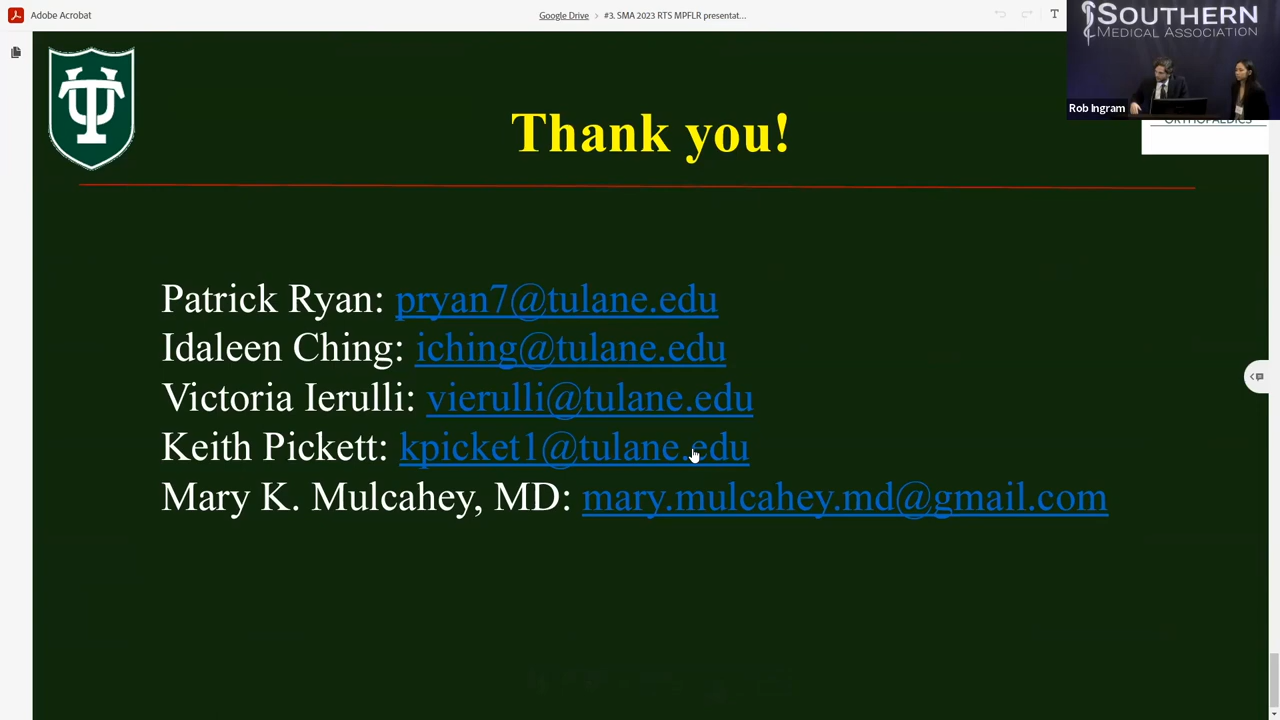 Adobe Acrobat
Google Drive > #3. SMA 2023 RTS MPFLR presentat...
T
SOUTHERN
MEDICAL ASSOCIATION
Rob Ingram
ORTHOPAEDICS
Thank you!
Patrick Ryan: pryan7@tulane.edu
Idaleen Ching: iching@tulane.edu
Victoria Ierulli: vierulli@tulane.edu
Keith Pickett: kpicket1@tulane.edu
Mary K. Mulcahey, MD: mary.mulcahey.md@gmail.com